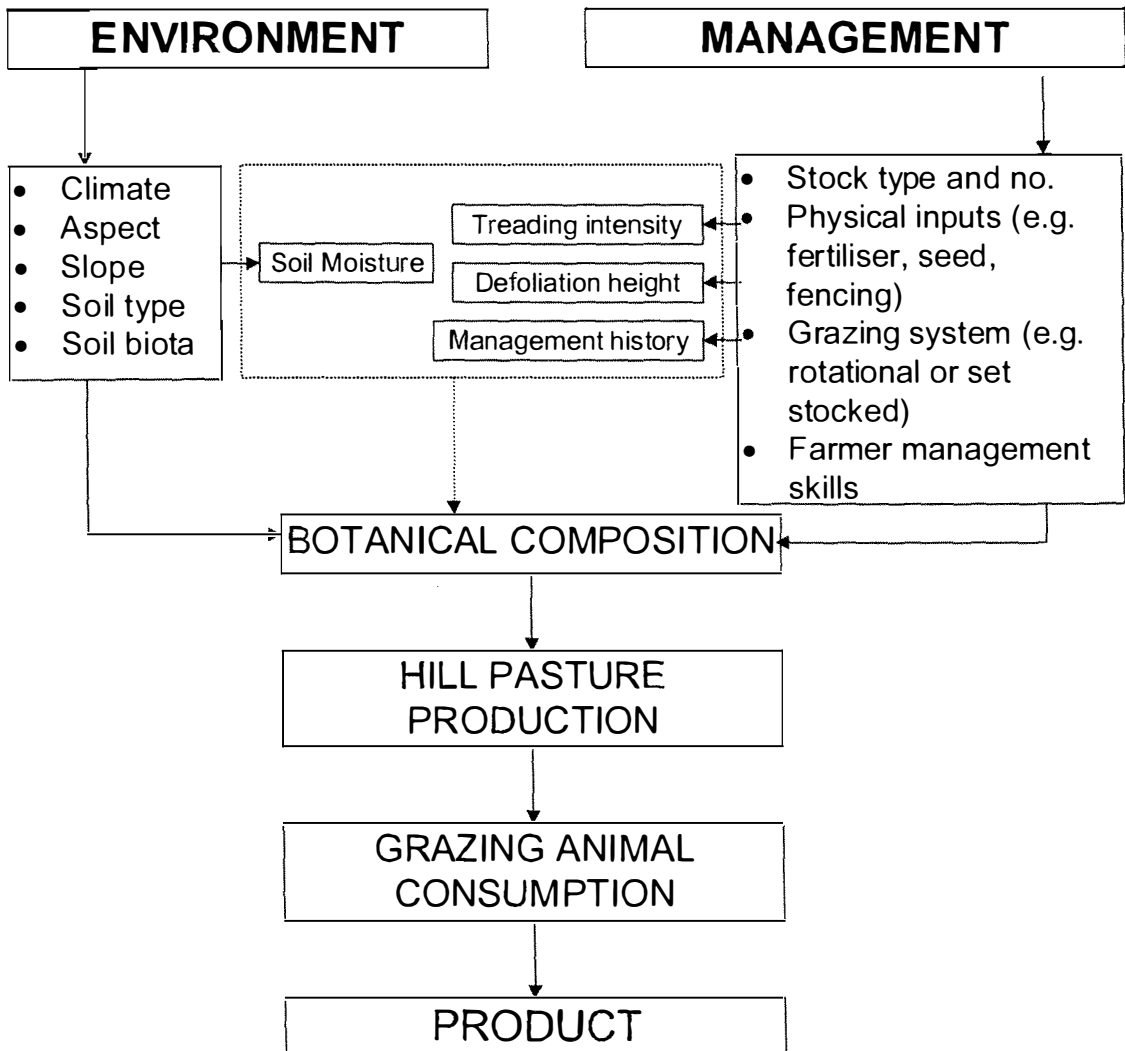 ENVIRONMENT
MANAGEMENT
• Climate
• Aspect
• Slope
• Soil type
• Soil biota
Soil Moisture
Treading intensity
Defoliation height
Management history
• Stock type and no.
• Physical inputs (e.g.
fertiliser, seed,
fencing)
• Grazing system (e.g.
rotational or set
stocked)
• Farmer management
skills
BOTANICAL COMPOSITION
HILL PASTURE
PRODUCTION
GRAZING ANIMAL
CONSUMPTION
PRODUCT